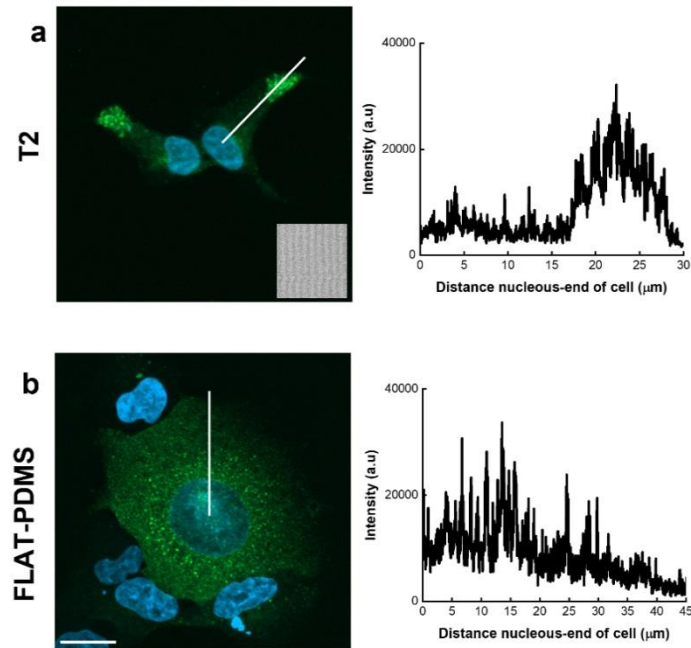 a
T2
40000
20000
0
Intensity (a.u)
0 5 10 15 20 25 30
Distance nucleous-end of cell (μm)
b
FLAT-PDMS
40000
20000
0
Intensity (a.u)
0 5 10 15 20 25 30 35 40 45
Distance nucleous-end of cell (μm)